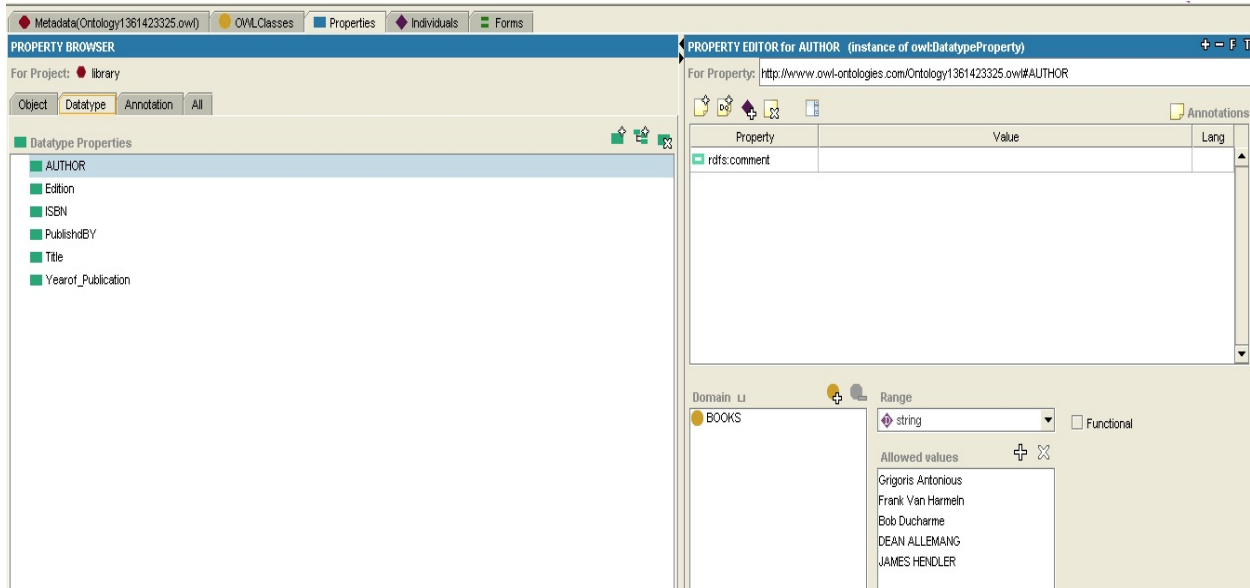 Metadata(Ontology1361423325.owl) OWLClasses Properties Individuals Forms
PROPERTY BROWSER
For Project: library
Object Datatype Annotation All
Datatype Properties
AUTHOR
Edition
ISBN
PublishdBY
Title
Yearof_Publication
PROPERTY EDITOR for AUTHOR (instance of owl:DatatypeProperty)
For Property: http://www.owl-ontologies.com/Ontology1361423325.owl#AUTHOR
Annotations
Property Value Lang
rdfs:comment
Domain
BOOKS
Range
string
Functional
Allowed values
Grigoris Antonious
Frank Van Harmeln
Bob Ducharme
DEAN ALLEMANG
JAMES HENDLER